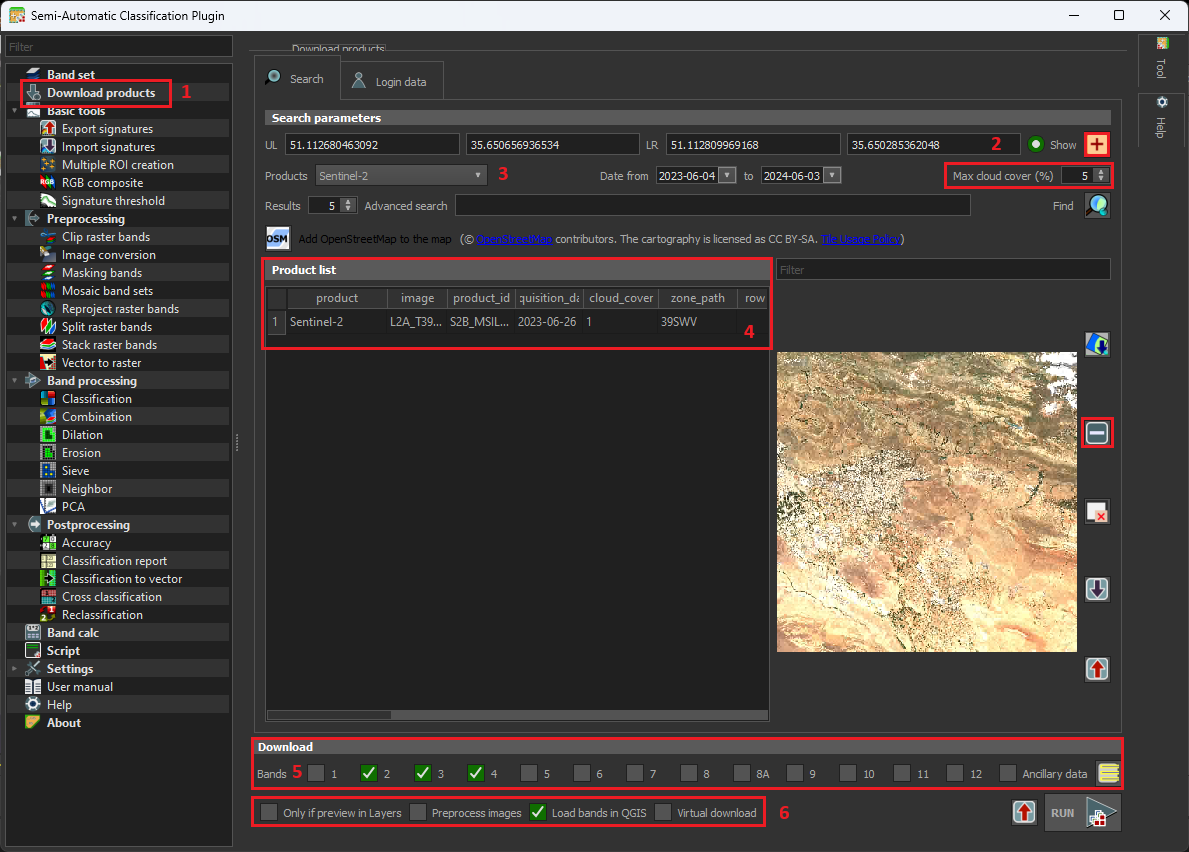 Semi-Automatic Classification Plugin
Filter
Band set
Download products 1
Basic tools
Export signatures
Import signatures
Multiple ROI creation
RGB composite
Signature threshold
Preprocessing
Clip raster bands
Image conversion
Masking bands
Mosaic band sets
Reproject raster bands
Split raster bands
Stack raster bands
Vector to raster
Band processing
Classification
Combination
Dilation
Erosion
Sieve
Neighbor
PCA
Postprocessing
Accuracy
Classification report
Classification to vector
Cross classification
Reclassification
Band calc
Script
Settings
User manual
Help
About
Download products
Search Login data
Search parameters
UL 51.112680463092 35.650656936534 LR 51.112809969168 35.650285362048 2 Show
Products Sentinel-2 3 Date from 2023-06-04 to 2024-06-03 Max cloud cover (%) 5
Results 5 Advanced search Find
OSM Add OpenStreetMap to the map (© OpenStreetMap contributors. The cartography is licensed as CC BY-SA. Tile Usage Policy)
Product list Filter
product image product_id quisition_da cloud_cover zone_path row
1 Sentinel-2 L2A_T39... S2B_MSIL... 2023-06-26 1 39SWV
4
Download
Bands 5 1 2 3 4 5 6 7 8 8A 9 10 11 12 Ancillary data
Only if preview in Layers Preprocess images Load bands in QGIS Virtual download 6
RUN
Tool
Help